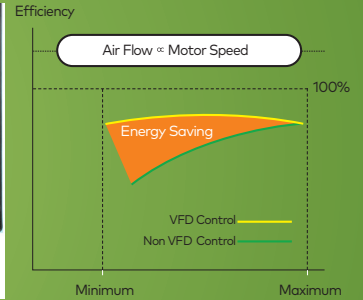 Efficiency
Air Flow ∝ Motor Speed
100%
Energy Saving
VFD Control
Non VFD Control
Minimum
Maximum